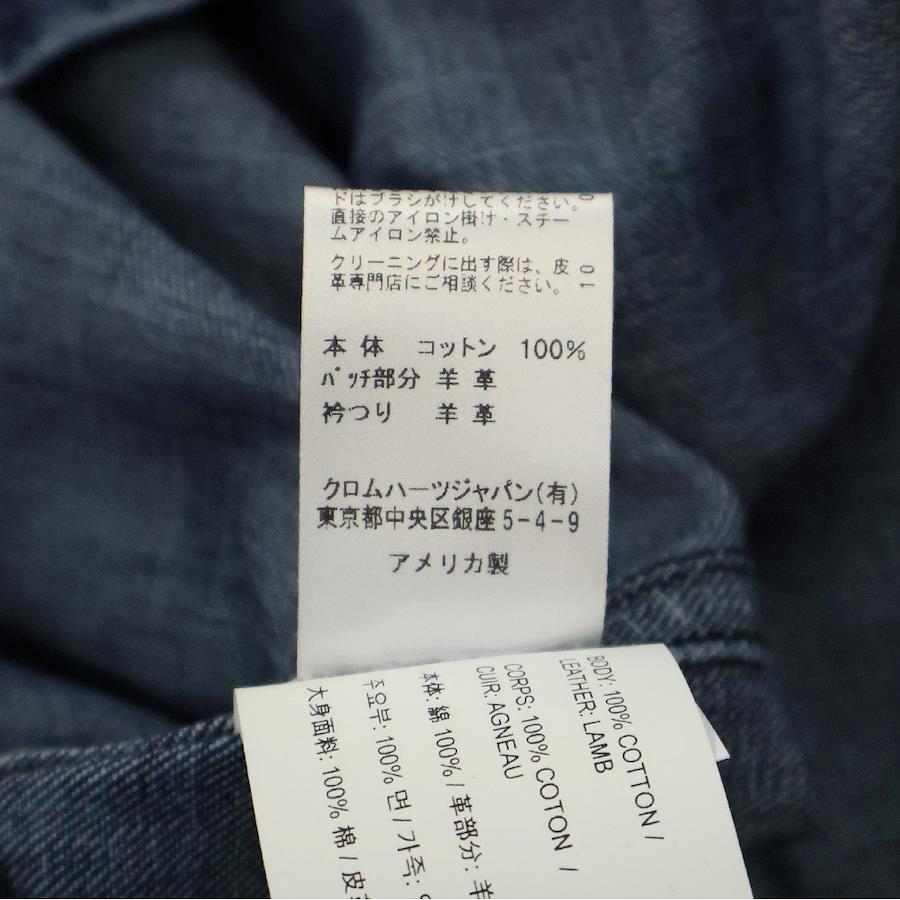 ドはブラシがけしてください。
直接のアイロン掛け・スチー
ムアイロン禁止。
クリーニングに出す際は、皮
革専門店にご相談ください。
10
本 体 コットン 100%
パッチ部分 羊 革
衿つり 羊 革
クロムハーツジャパン(有)
東京都中央区銀座5-4-9
アメリカ製
BODY: 100% COTTON /
LEATHER: LAMB
CORPS: 100% COTON /
CUIR: AGNEAU
本体: 綿 100% / 革部分: 羊
주요부: 100% 면 / 가죽:
大身面料: 100% 棉 / 皮